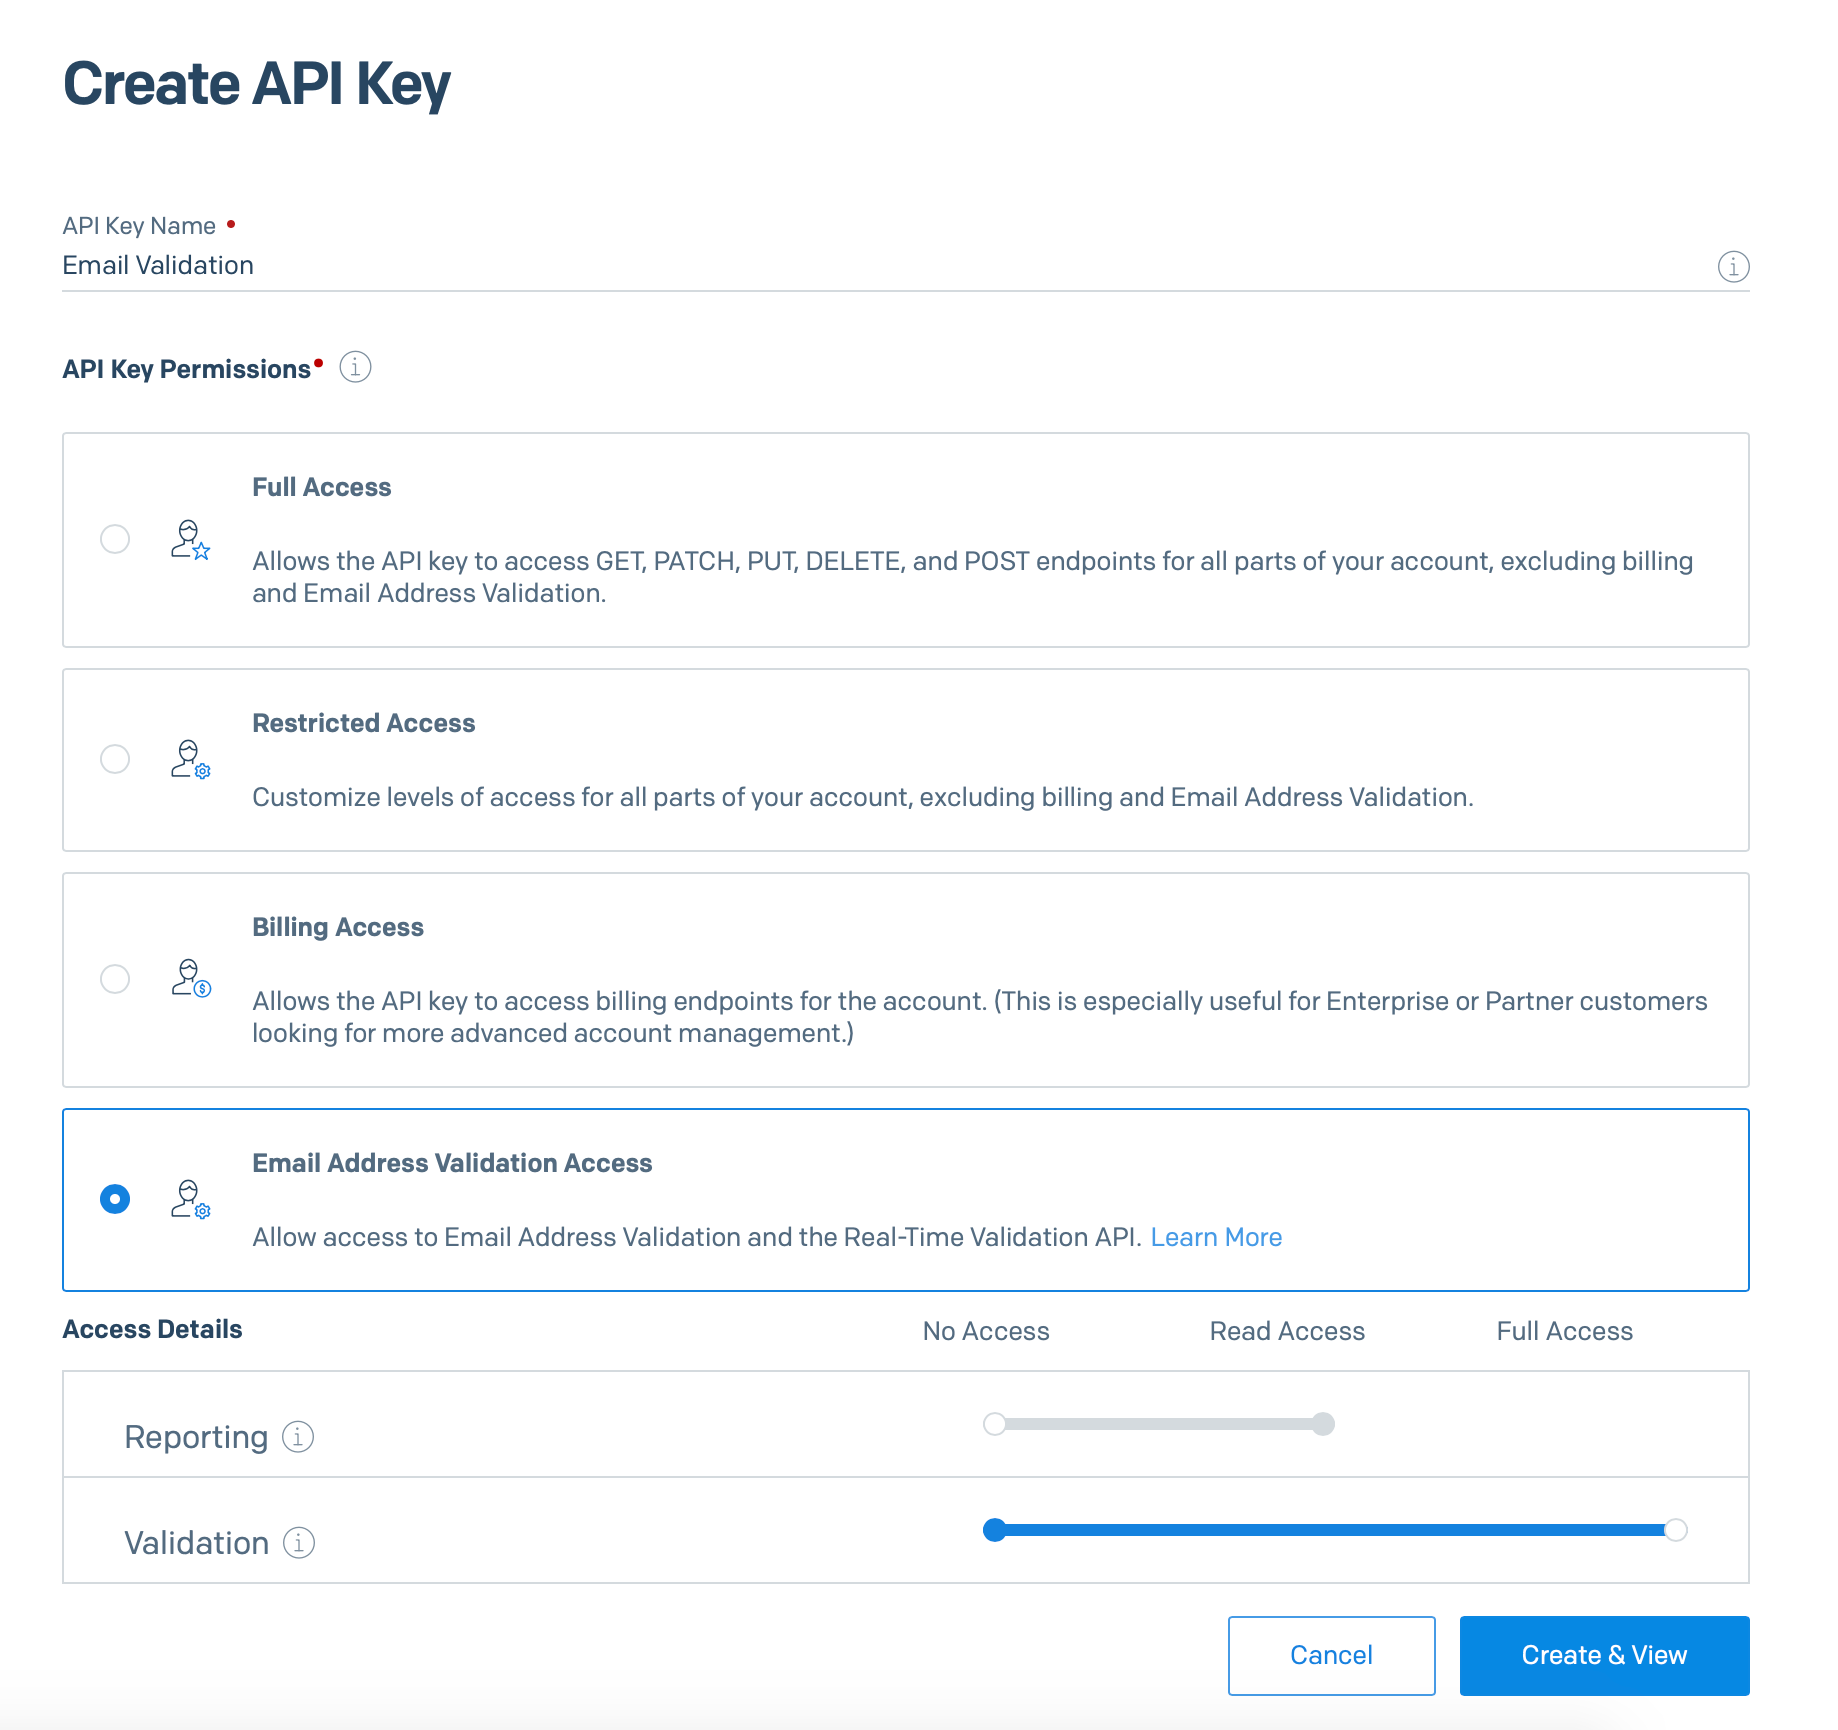 Create API Key
API Key Name
Email Validation
API Key Permissions
Full Access
Allows the API key to access GET, PATCH, PUT, DELETE, and POST endpoints for all parts of your account, excluding billing
and Email Address Validation.
Restricted Access
Customize levels of access for all parts of your account, excluding billing and Email Address Validation.
Billing Access
Allows the API key to access billing endpoints for the account. (This is especially useful for Enterprise or Partner customers
looking for more advanced account management.)
Email Address Validation Access
Allow access to Email Address Validation and the Real-Time Validation API. Learn More
Access Details No Access Read Access Full Access
Reporting
Validation
Cancel Create & View